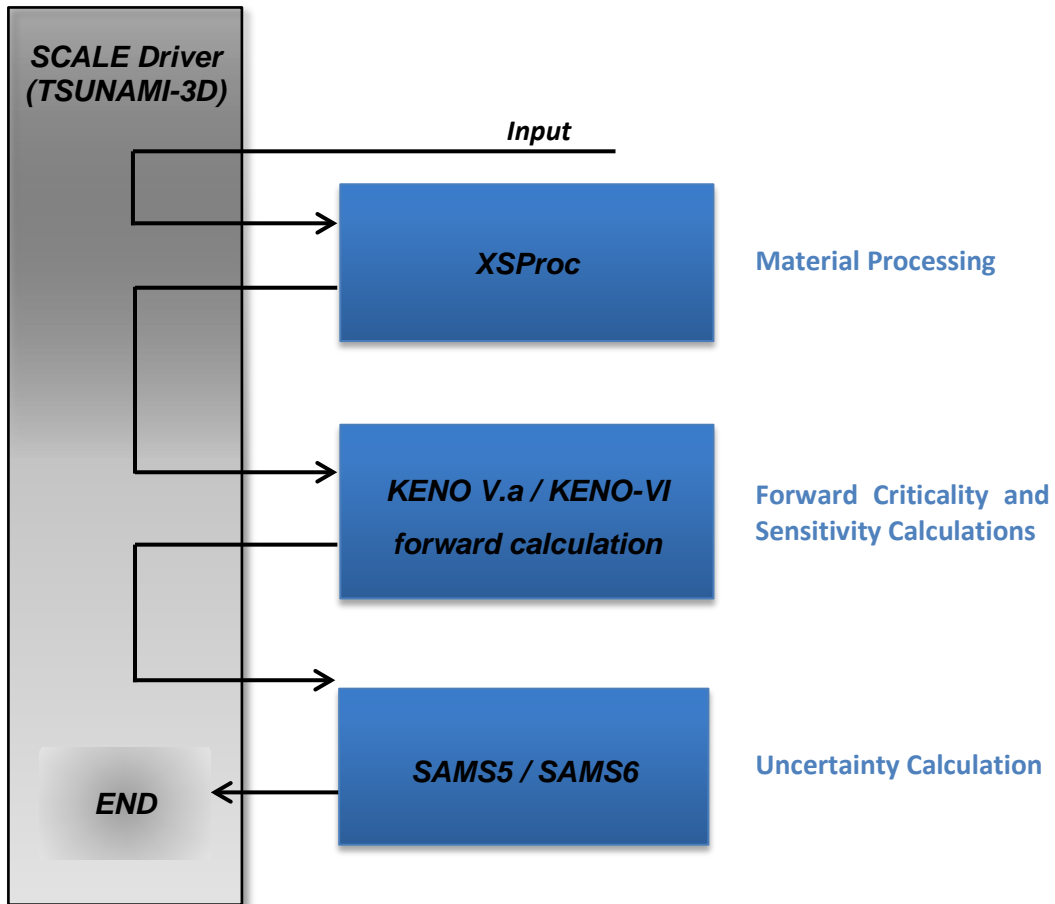 SCALE Driver
(TSUNAMI-3D)
Input
XSProc
Material Processing
KENO V.a / KENO-VI
forward calculation
Forward Criticality and
Sensitivity Calculations
SAMS5 / SAMS6
Uncertainty Calculation
END